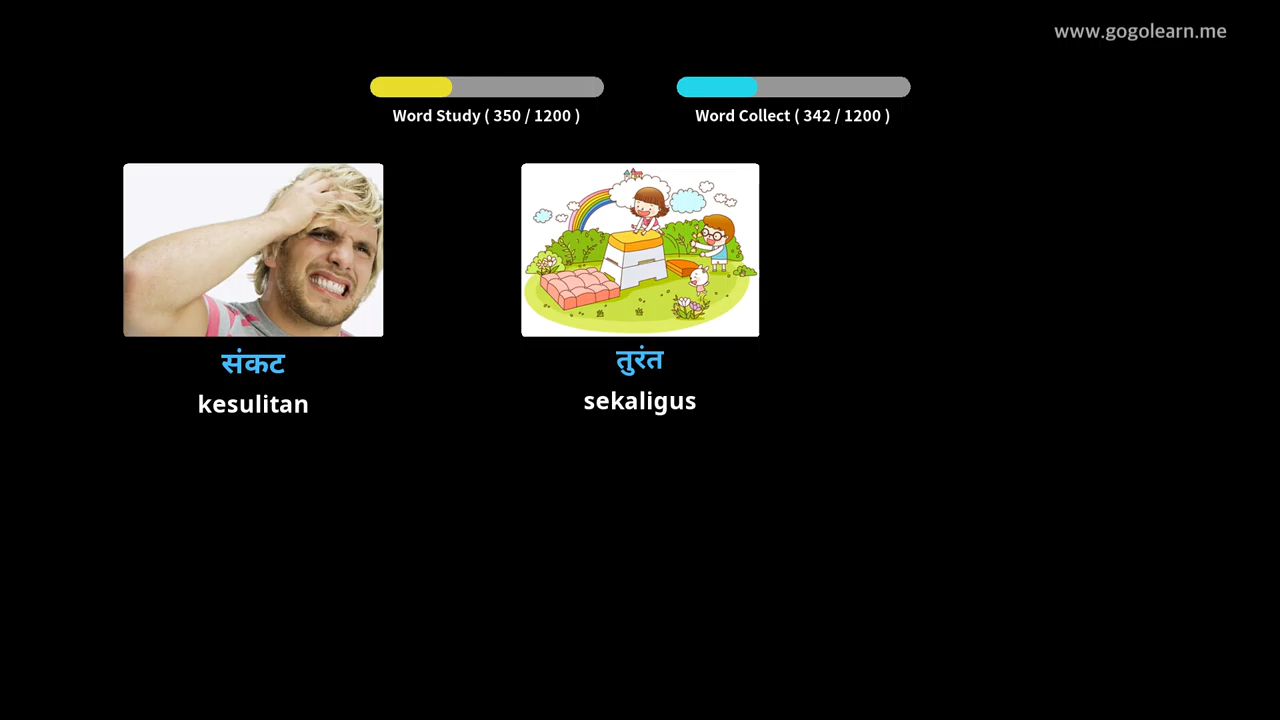 www.gogolearn.me
Word Study ( 350 / 1200 )
Word Collect ( 342 / 1200 )
संकट
kesulitan
तुरंत
sekaligus